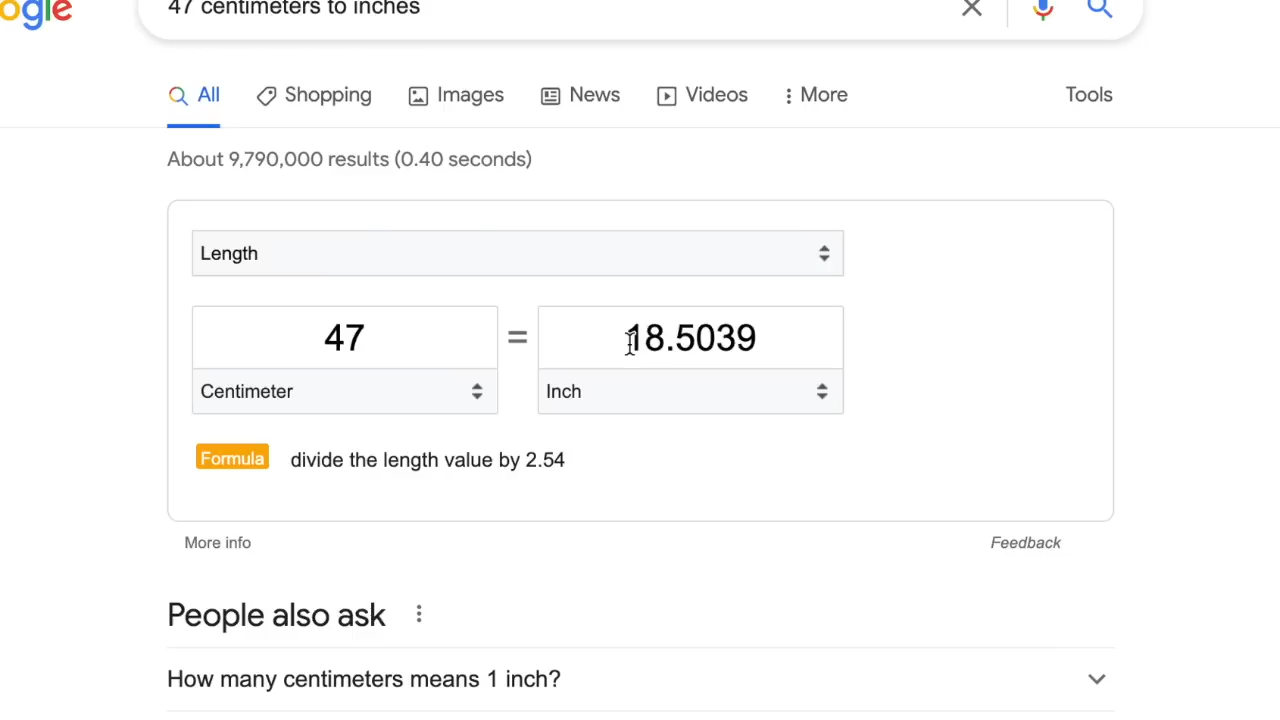 ogle
47 centimeters to inches
All Shopping Images News Videos More Tools
About 9,790,000 results (0.40 seconds)
Length
47 = 18.5039
Centimeter Inch
Formula divide the length value by 2.54
More info Feedback
People also ask
How many centimeters means 1 inch?